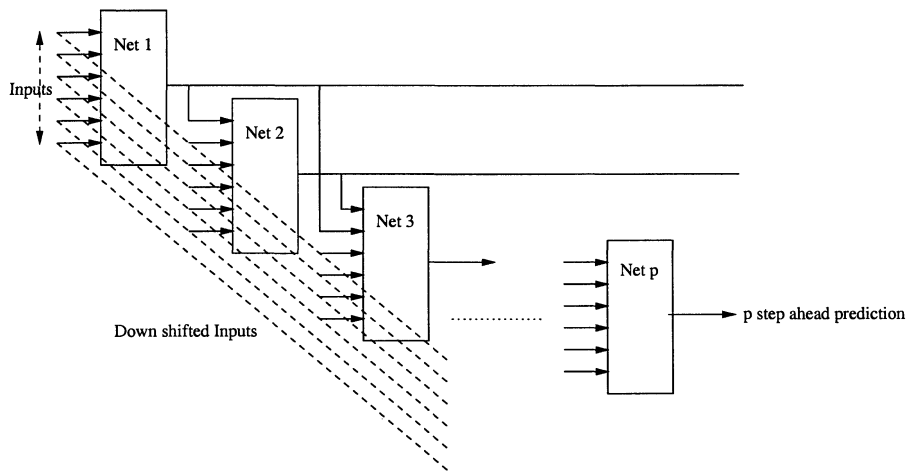 Net 1
Inputs
Net 2
Net 3
Net p
p step ahead prediction
Down shifted Inputs